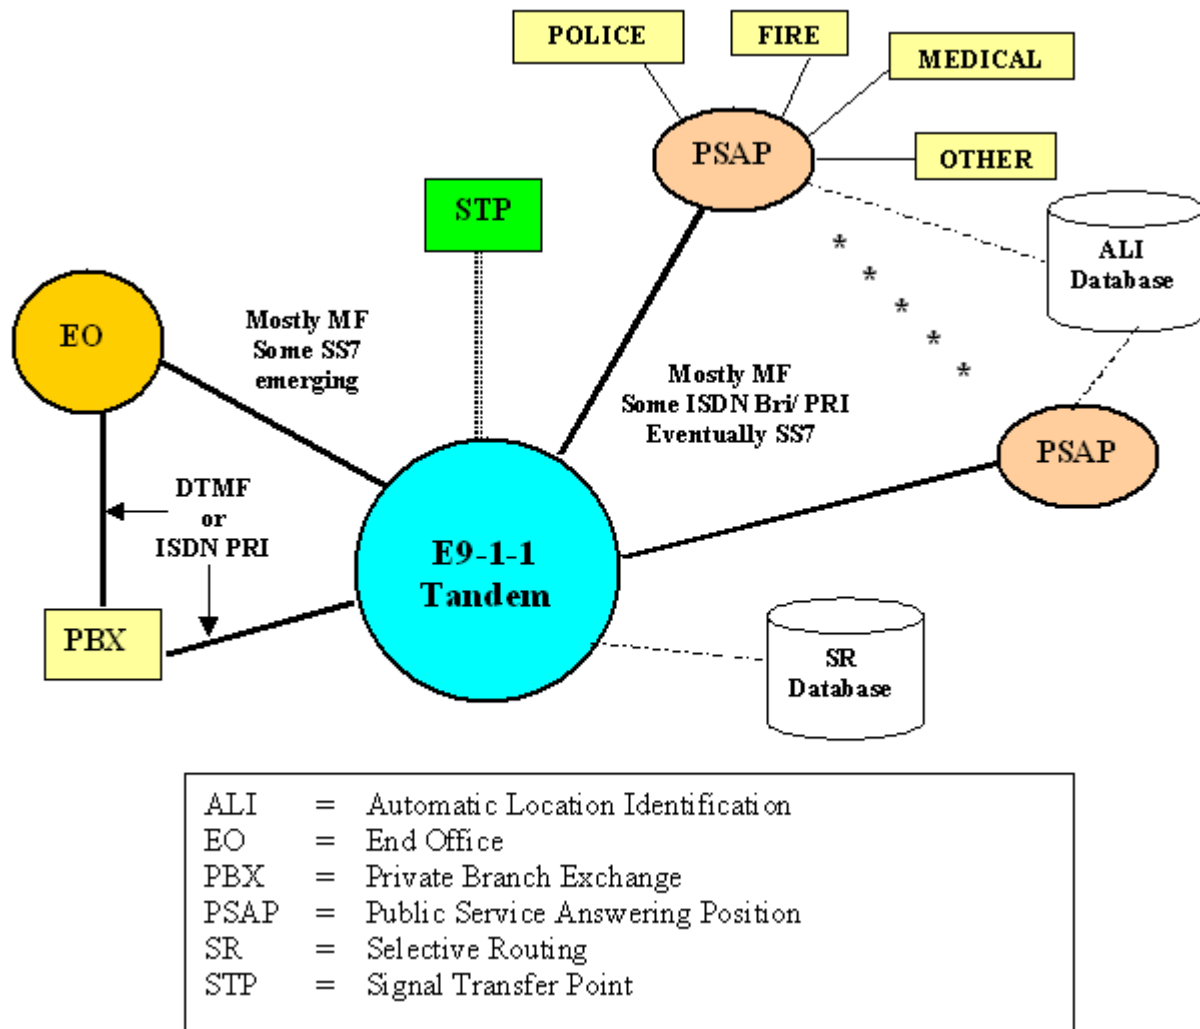 POLICE
FIRE
MEDICAL
PSAP
OTHER
STP
ALI
Database
* * * * *
EO
Mostly MF
Some SS7
emerging
Mostly MF
Some ISDN Bri/ PRI
Eventually SS7
PSAP
DTMF
or
ISDN PRI
E9-1-1
Tandem
PBX
SR
Database
ALI = Automatic Location Identification
EO = End Office
PBX = Private Branch Exchange
PSAP = Public Service Answering Position
SR = Selective Routing
STP = Signal Transfer Point